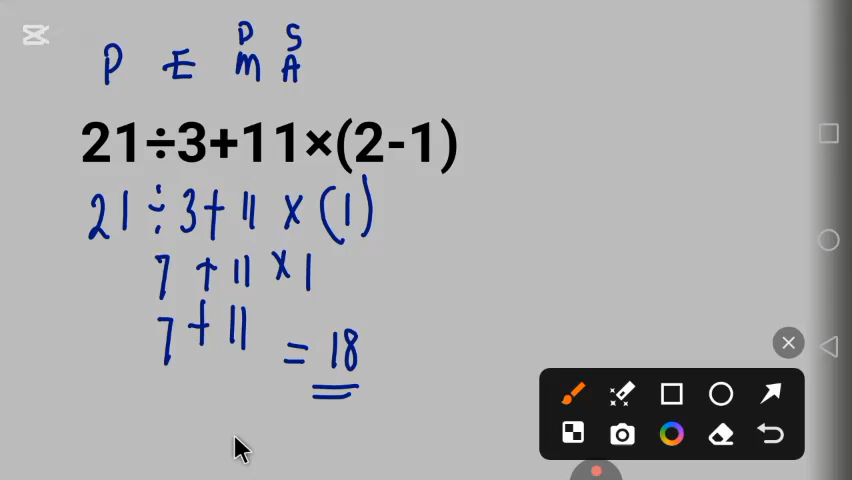 D S
P E M A
21÷3+11×(2-1)
21÷3+11×(1)
7+11×1
7+11 = 18